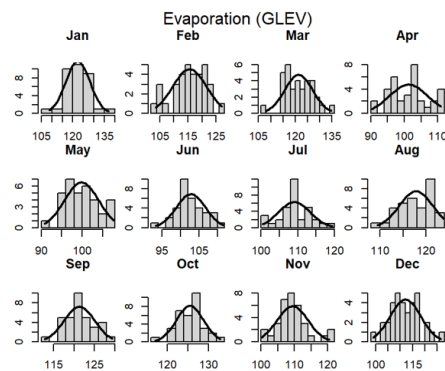 Evaporation (GLEV)
Jan Feb Mar Apr
0 4 8 0 2 4 6 0 2 4 6 0 4 8
105 120 135 105 115 125 105 120 135 90 100 110
May Jun Jul Aug
0 3 6 0 4 8 0 4 8 0 4 8
90 100 95 105 100 110 120 110 120
Sep Oct Nov Dec
0 4 8 0 4 8 0 4 8 0 2 4
115 125 120 130 100 110 120 100 115